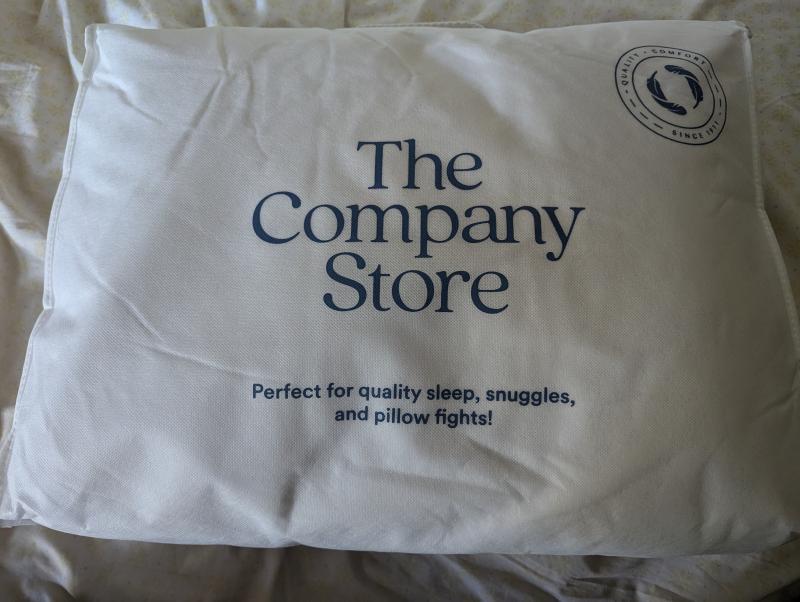 QUALITY • COMFORT
SINCE 1911
The
Company
Store
Perfect for quality sleep, snuggles,
and pillow fights!